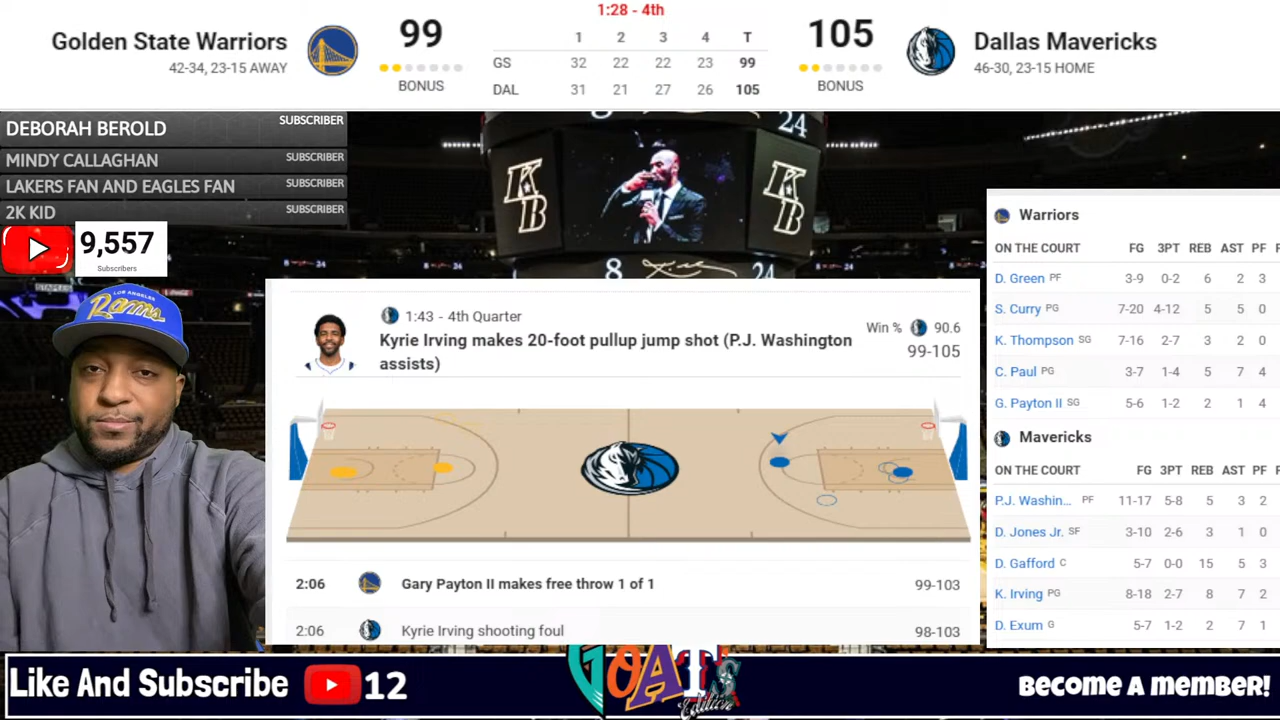 1:28 - 4th
Golden State Warriors
42-34, 23-15 AWAY
99
BONUS
1 2 3 4 T
GS 32 22 22 23 99
DAL 31 21 27 26 105
105
BONUS
Dallas Mavericks
46-30, 23-15 HOME
DEBORAH BEROLD SUBSCRIBER
MINDY CALLAGHAN SUBSCRIBER
LAKERS FAN AND EAGLES FAN SUBSCRIBER
2K KID SUBSCRIBER
9,557
Subscribers
STAPLES
LOS ANGELES
Rams
24
KB
KB
8
24
1:43 - 4th Quarter
Kyrie Irving makes 20-foot pullup jump shot (P.J. Washington
assists)
Win % 90.6
99-105
2:06 Gary Payton II makes free throw 1 of 1 99-103
2:06 Kyrie Irving shooting foul 98-103
Warriors
ON THE COURT FG 3PT REB AST PF
D. Green PF 3-9 0-2 6 2 3
S. Curry PG 7-20 4-12 5 5 0
K. Thompson SG 7-16 2-7 3 2 0
C. Paul PG 3-7 1-4 5 7 4
G. Payton II SG 5-6 1-2 2 1 4
Mavericks
ON THE COURT FG 3PT REB AST PF
P.J. Washin... PF 11-17 5-8 5 3 2
D. Jones Jr. SF 3-10 2-6 3 1 0
D. Gafford C 5-7 0-0 15 5 3
K. Irving PG 8-18 2-7 8 7 2
D. Exum G 5-7 1-2 2 7 1
Like And Subscribe 12
GOATS
Edition
Become A member!